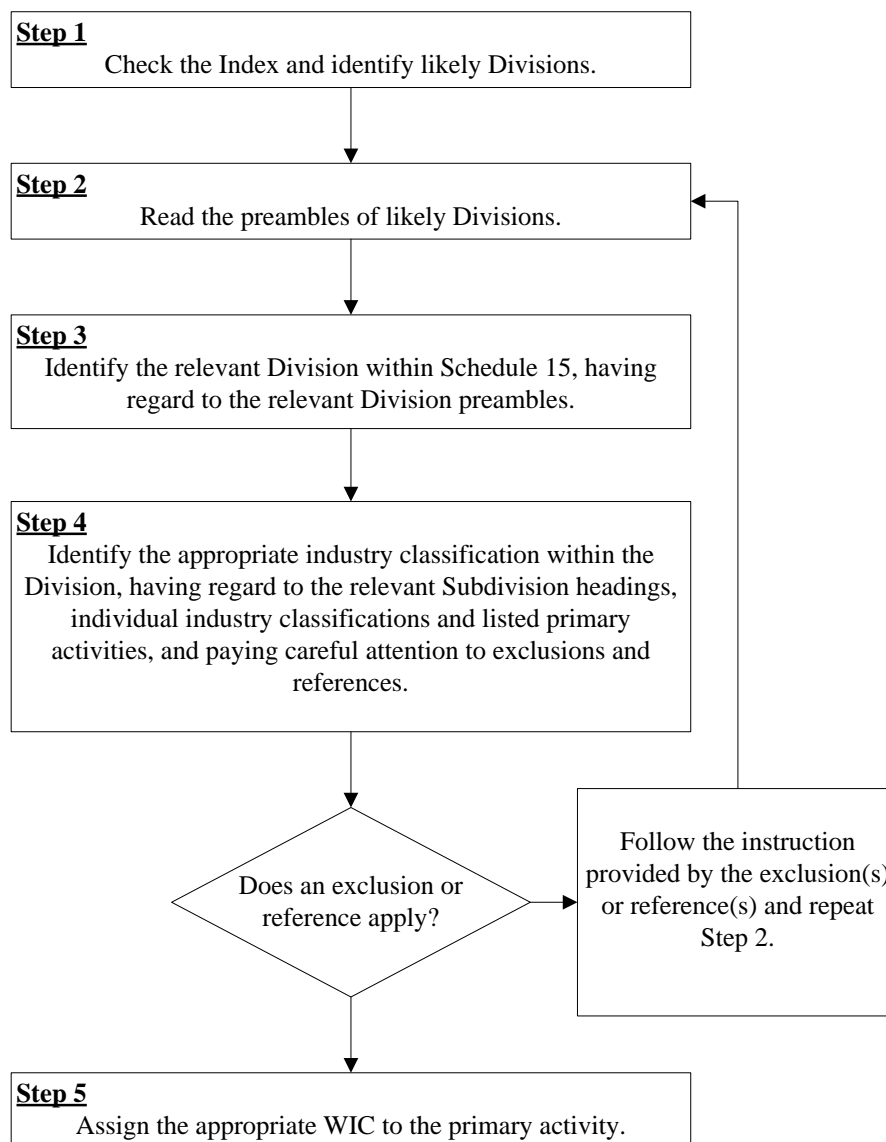 Step 1
Check the Index and identify likely Divisions.
Step 2
Read the preambles of likely Divisions.
Step 3
Identify the relevant Division within Schedule 15, having
regard to the relevant Division preambles.
Step 4
Identify the appropriate industry classification within the
Division, having regard to the relevant Subdivision headings,
individual industry classifications and listed primary
activities, and paying careful attention to exclusions and
references.
Does an exclusion or
reference apply?
Follow the instruction
provided by the exclusion(s)
or reference(s) and repeat
Step 2.
Step 5
Assign the appropriate WIC to the primary activity.